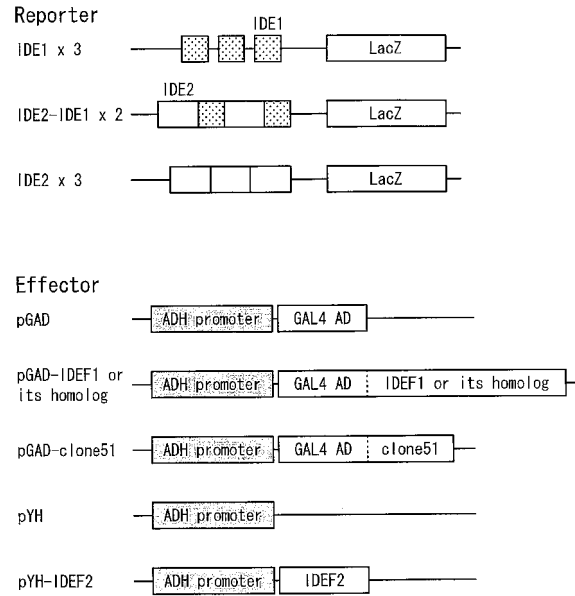 Reporter
IDE1
IDE1 x 3
LacZ
IDE2
IDE2-IDE1 x 2
LacZ
IDE2 x 3
LacZ
Effector
pGAD
ADH promoter
GAL4 AD
pGAD-IDEF1 or
its homolog
ADH promoter
GAL4 AD
IDEF1 or its homolog
pGAD-clone51
ADH promoter
GAL4 AD
clone51
pYH
ADH promoter
pYH-IDEF2
ADH promoter
IDEF2